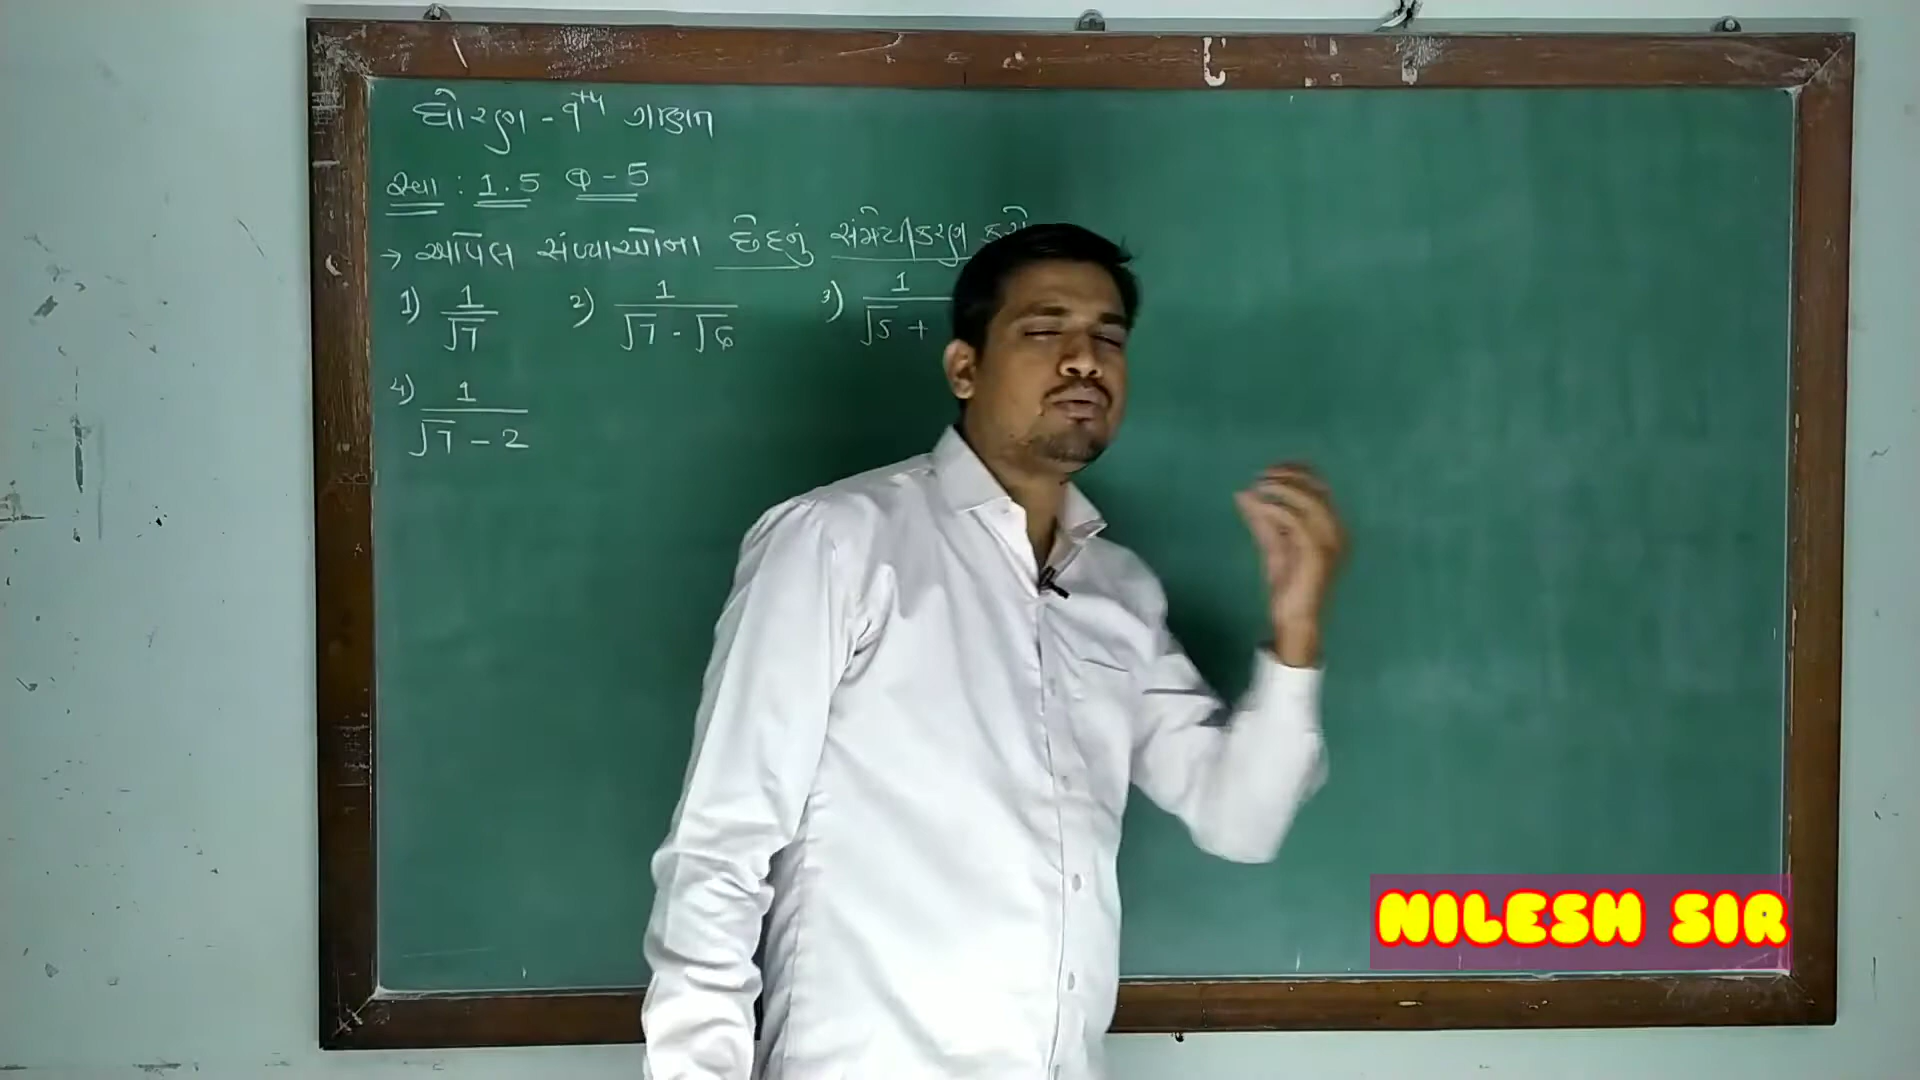 ધોરણ - 9th ગણિત
સ્વા : 1.5 Q - 5
→ આપેલ સંખ્યાઓના છેદનું સંમેયીકરણ કરો
1) 1/√7 2) 1/(√7 - √6) 3) 1/(√5 +
4) 1/(√7 - 2)
NILESH SIR